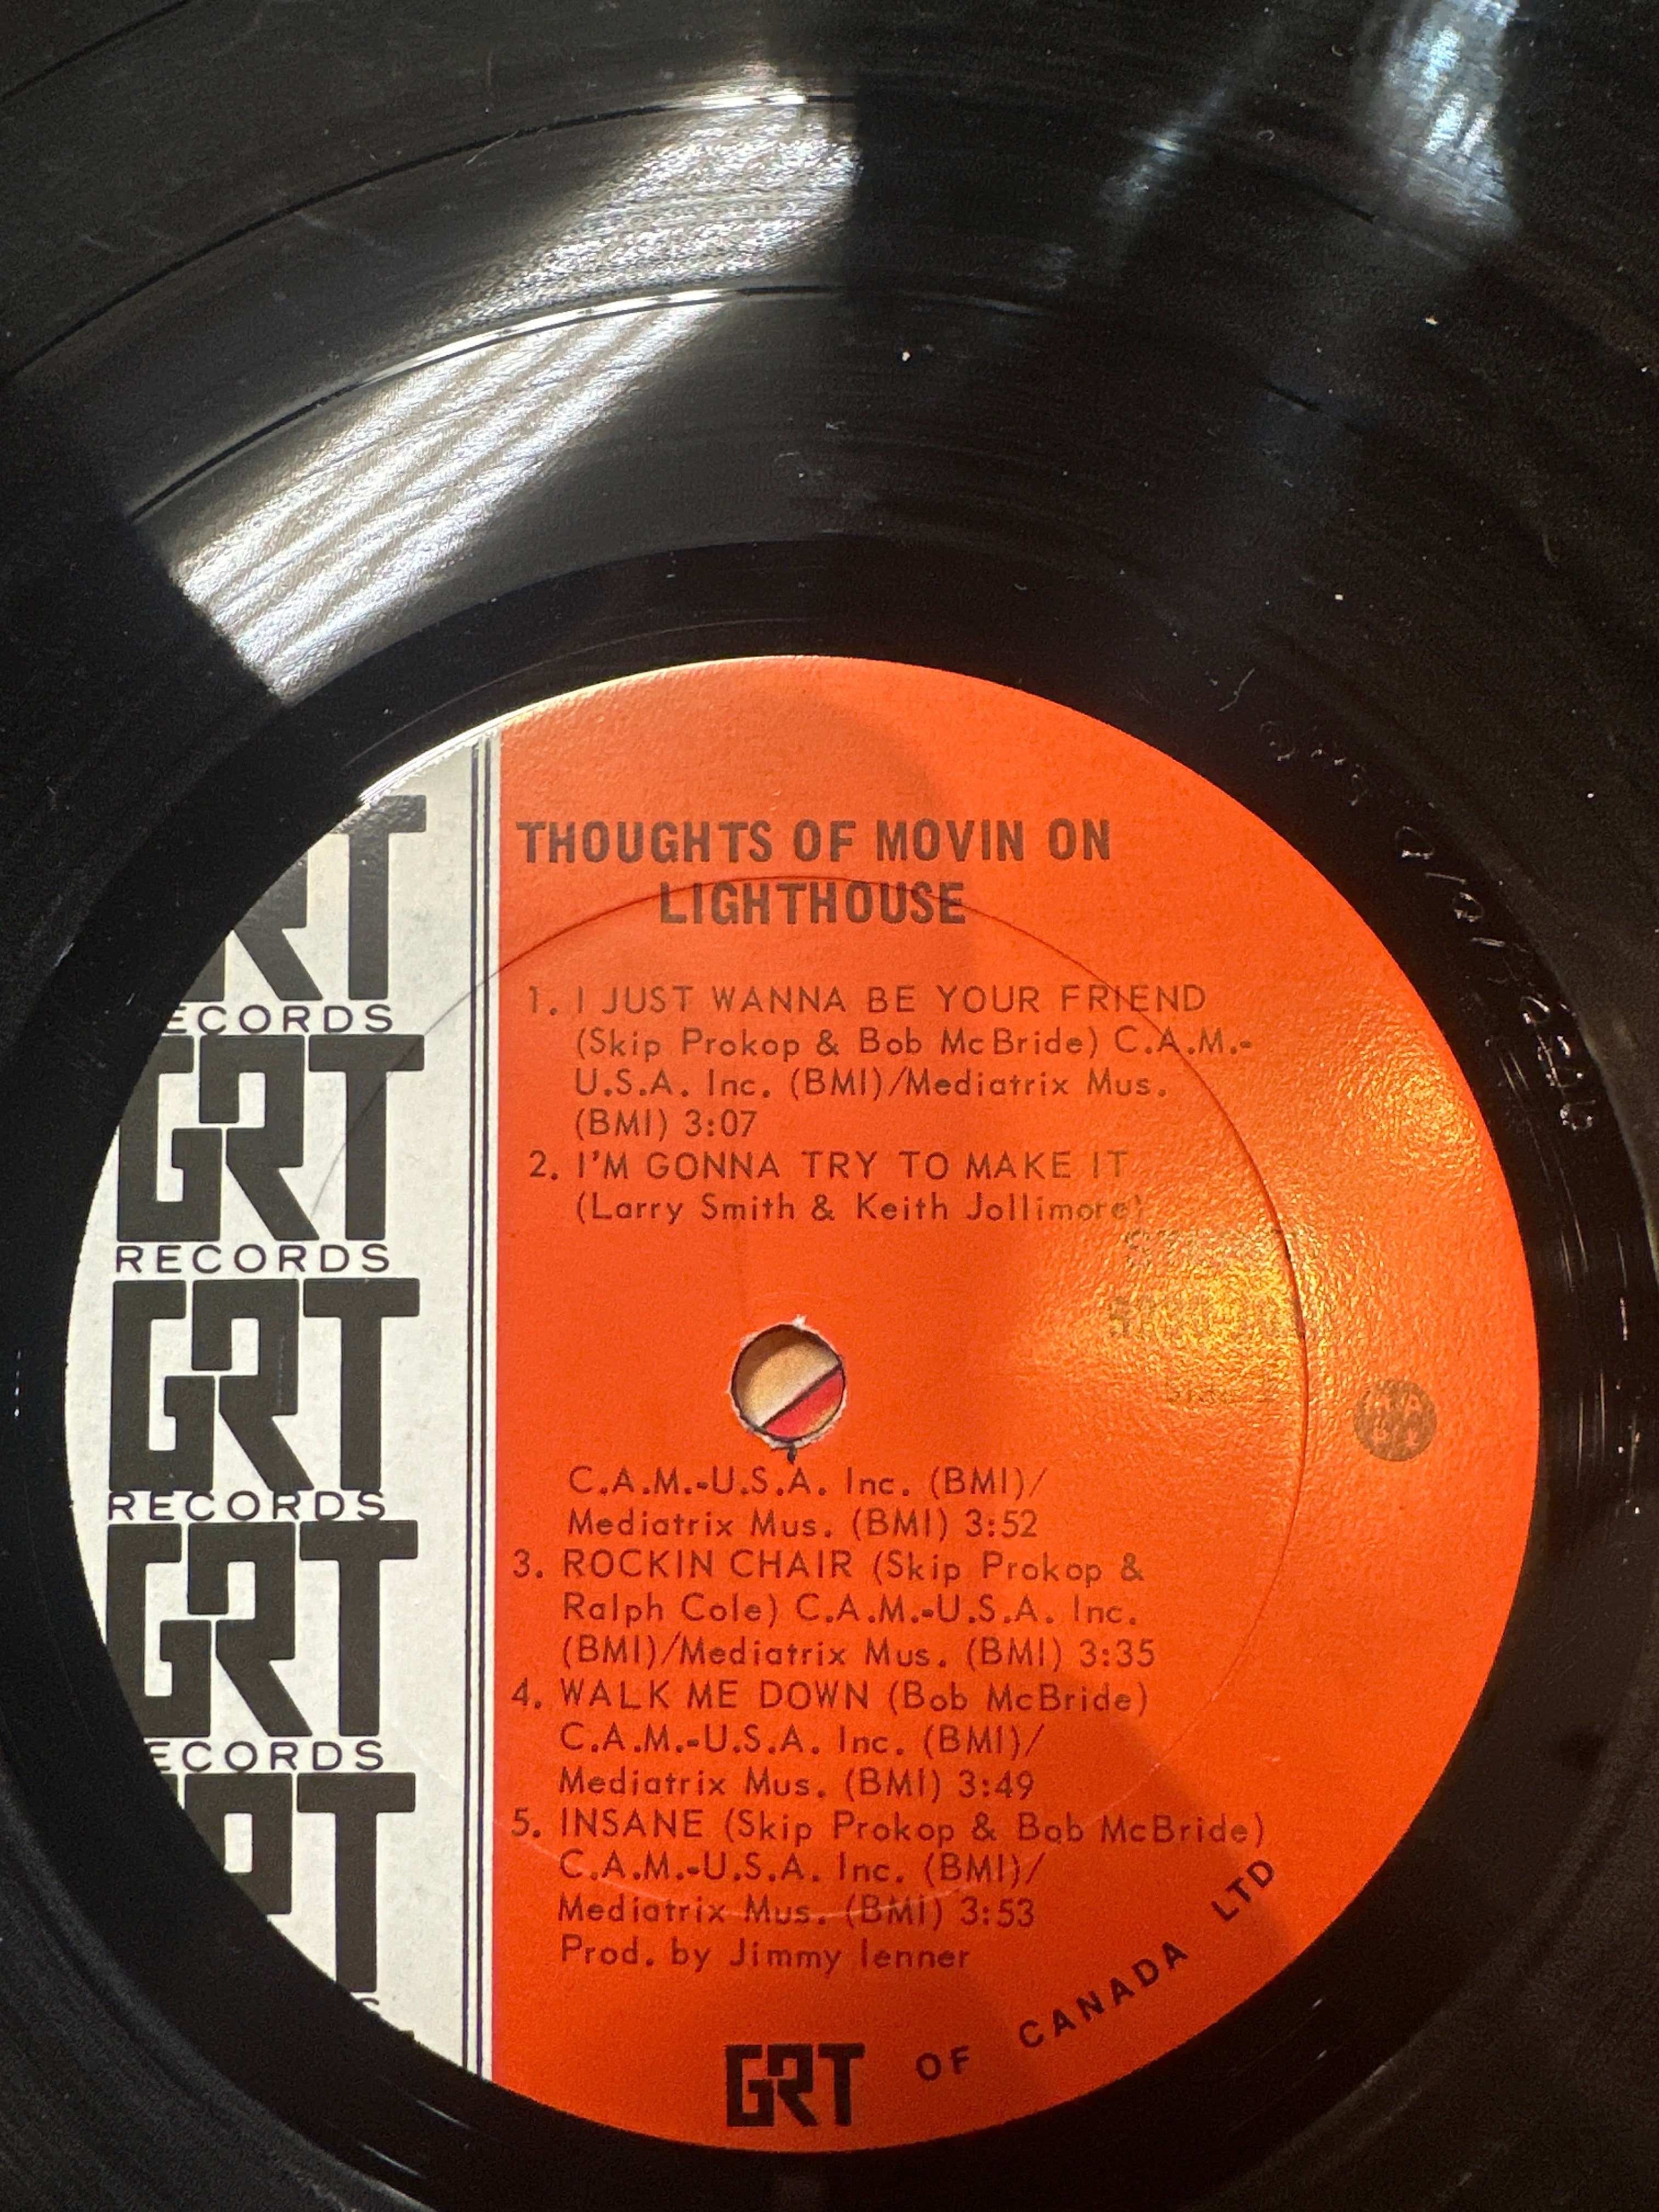 RT
ECORDS
GRT
RECORDS
GRT
RECORDS
GRT
ECORDS
RT
THOUGHTS OF MOVIN ON
LIGHTHOUSE
1. I JUST WANNA BE YOUR FRIEND
(Skip Prokop & Bob McBride) C.A.M.-
U.S.A. Inc. (BMI)/Mediatrix Mus.
(BMI) 3:07
2. I'M GONNA TRY TO MAKE IT
(Larry Smith & Keith Jollimore)
C.A.M.-U.S.A. Inc. (BMI)/
Mediatrix Mus. (BMI) 3:52
3. ROCKIN CHAIR (Skip Prokop &
Ralph Cole) C.A.M.-U.S.A. Inc.
(BMI)/Mediatrix Mus. (BMI) 3:35
4. WALK ME DOWN (Bob McBride)
C.A.M.-U.S.A. Inc. (BMI)/
Mediatrix Mus. (BMI) 3:49
5. INSANE (Skip Prokop & Bob McBride)
C.A.M.-U.S.A. Inc. (BMI)/
Mediatrix Mus. (BMI) 3:53
Prod. by Jimmy Ienner
GRT OF CANADA LTD